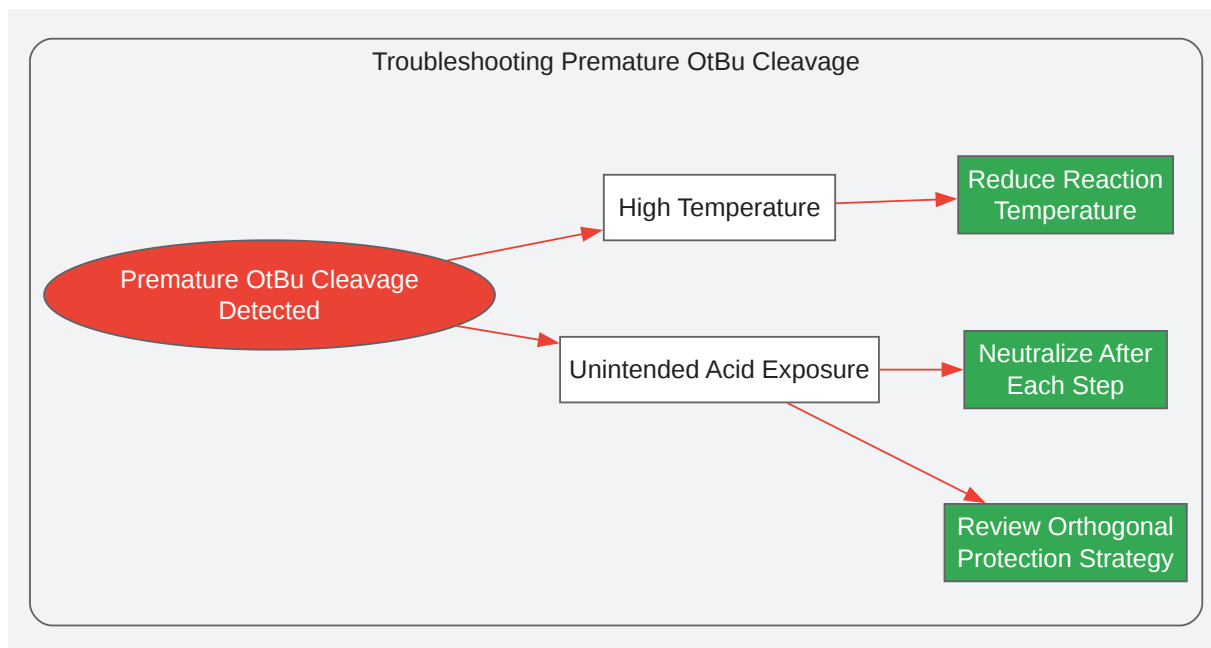 Troubleshooting Premature OtBu Cleavage
Premature OtBu Cleavage
Detected
High Temperature
Reduce Reaction
Temperature
Unintended Acid Exposure
Neutralize After
Each Step
Review Orthogonal
Protection Strategy